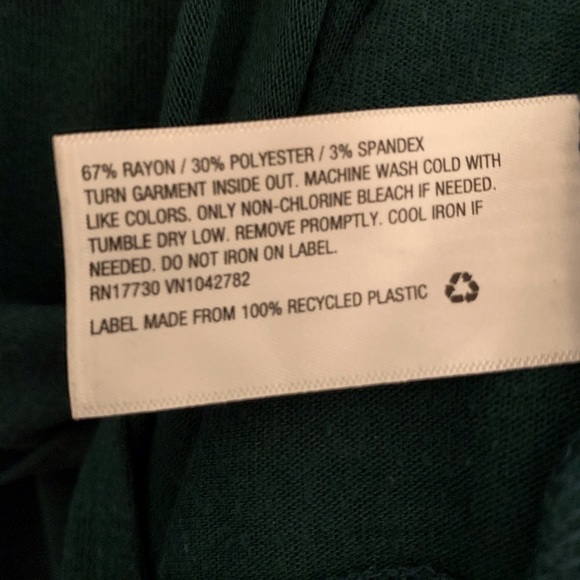 67% RAYON / 30% POLYESTER / 3% SPANDEX
TURN GARMENT INSIDE OUT. MACHINE WASH COLD WITH
LIKE COLORS. ONLY NON-CHLORINE BLEACH IF NEEDED.
TUMBLE DRY LOW. REMOVE PROMPTLY. COOL IRON IF
NEEDED. DO NOT IRON ON LABEL.
RN17730 VN1042782
LABEL MADE FROM 100% RECYCLED PLASTIC